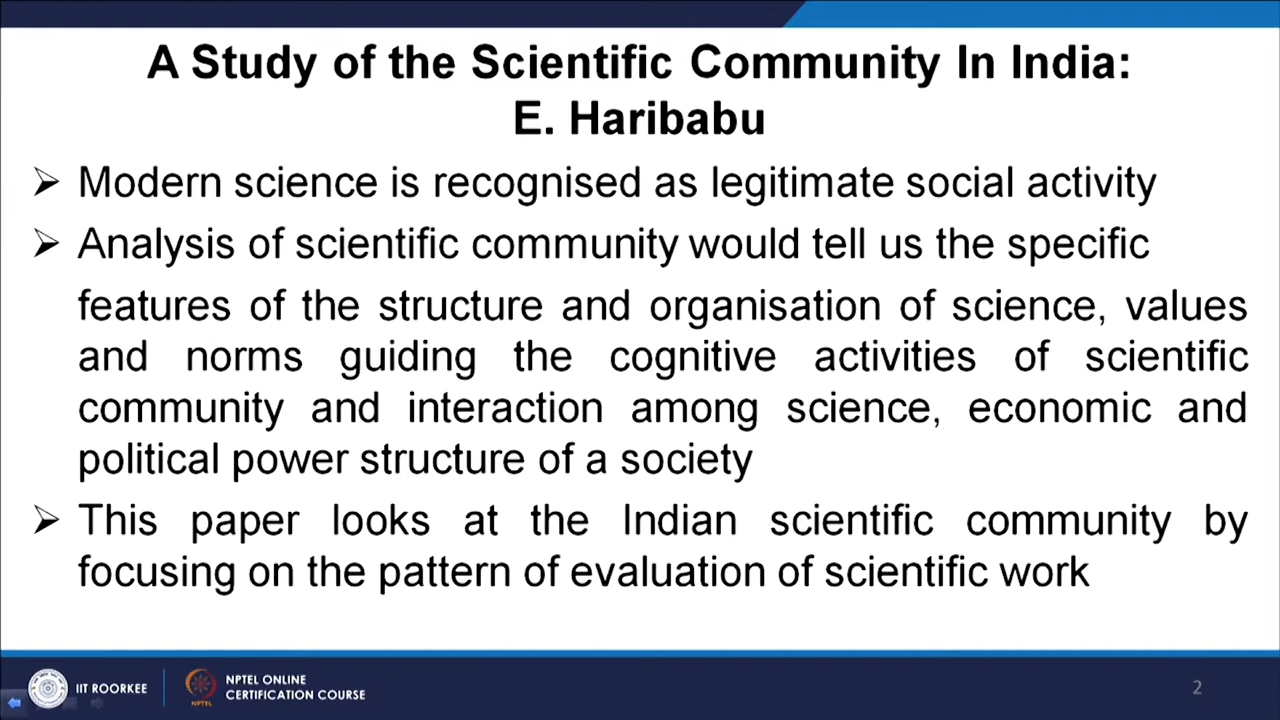 A Study of the Scientific Community In India:
E. Haribabu
➢ Modern science is recognised as legitimate social activity
➢ Analysis of scientific community would tell us the specific
features of the structure and organisation of science, values
and norms guiding the cognitive activities of scientific
community and interaction among science, economic and
political power structure of a society
➢ This paper looks at the Indian scientific community by
focusing on the pattern of evaluation of scientific work
IIT ROORKEE
NPTEL
NPTEL ONLINE
CERTIFICATION COURSE
2